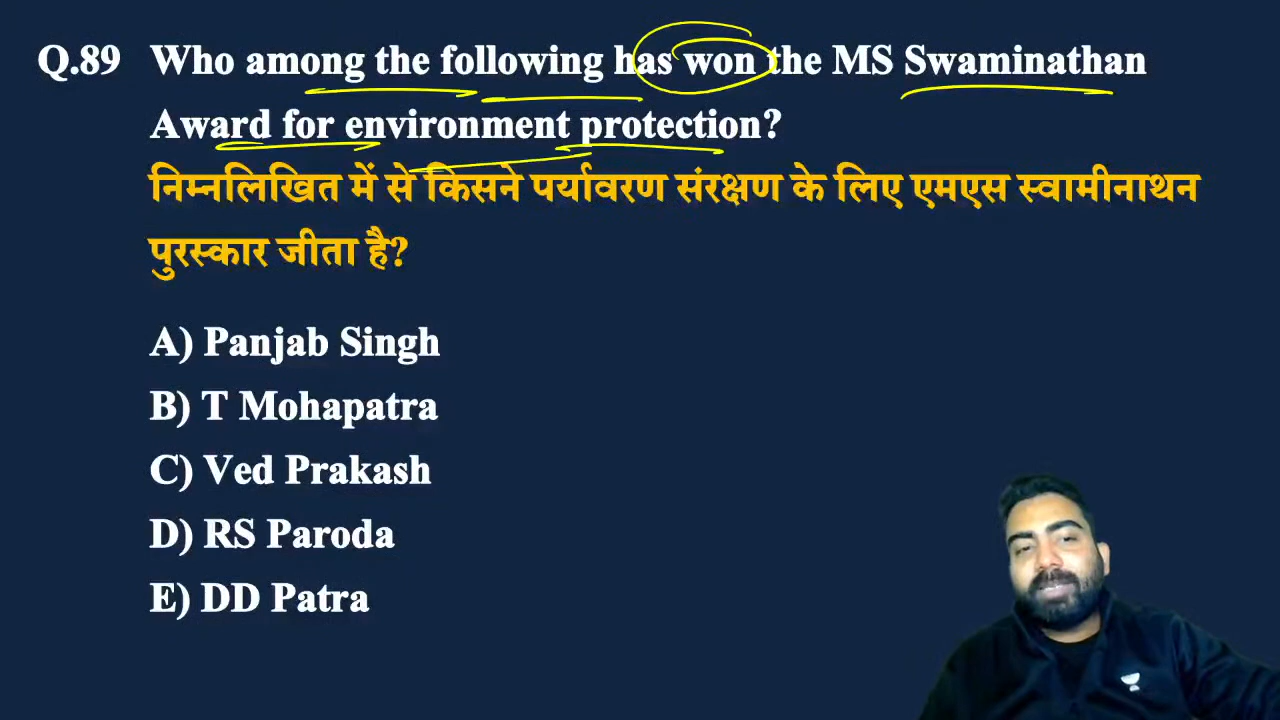 Q.89 Who among the following has won the MS Swaminathan
Award for environment protection?
निम्नलिखित में से किसने पर्यावरण संरक्षण के लिए एमएस स्वामीनाथन
पुरस्कार जीता है?
A) Panjab Singh
B) T Mohapatra
C) Ved Prakash
D) RS Paroda
E) DD Patra